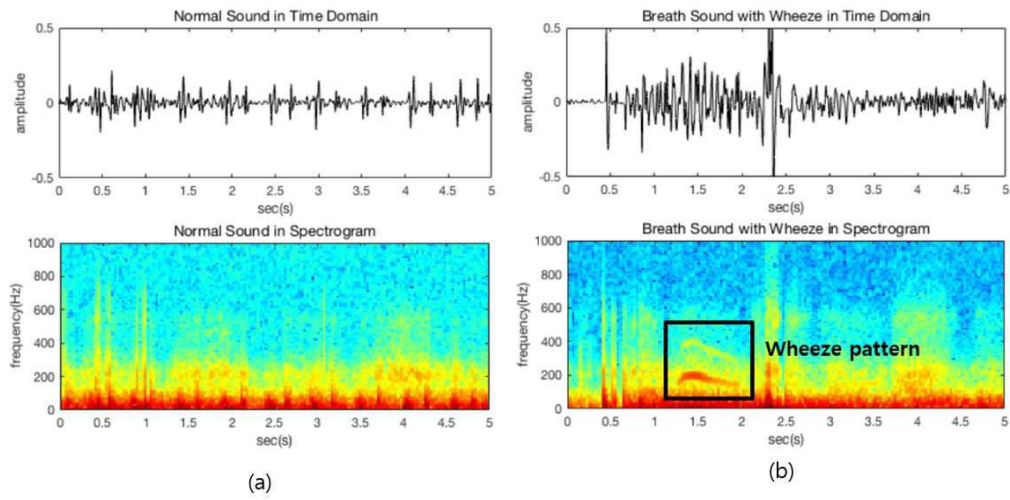 Normal Sound in Time Domain
0.5
0
-0.5
amplitude
0 0.5 1 1.5 2 2.5 3 3.5 4 4.5 5
sec(s)
Normal Sound in Spectrogram
1000
800
600
400
200
0
frequency(Hz)
0 0.5 1 1.5 2 2.5 3 3.5 4 4.5 5
sec(s)
(a)
Breath Sound with Wheeze in Time Domain
0.5
0
-0.5
amplitude
0 0.5 1 1.5 2 2.5 3 3.5 4 4.5 5
sec(s)
Breath Sound with Wheeze in Spectrogram
1000
800
600
400
200
0
frequency(Hz)
Wheeze pattern
0 0.5 1 1.5 2 2.5 3 3.5 4 4.5 5
sec(s)
(b)